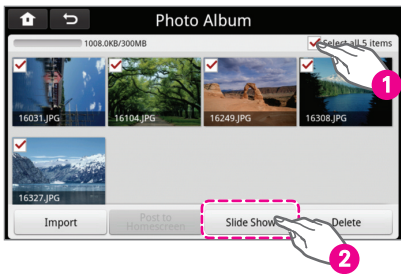 Photo Album
1008.0KB/300MB
Select all 5 items
1
16031.JPG
16104.JPG
16249.JPG
16308.JPG
16327.JPG
Import
Post to
Homescreen
Slide Show
Delete
2